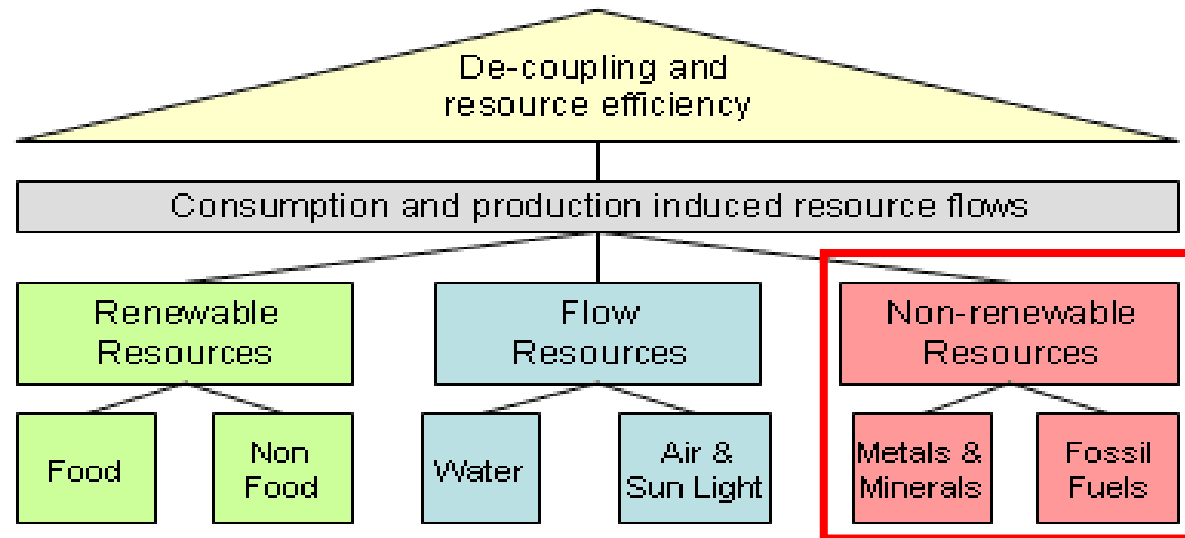 De-coupling and
resource efficiency
Consumption and production induced resource flows
Renewable
Resources
Flow
Resources
Non-renewable
Resources
Food
Non
Food
Water
Air &
Sun Light
Metals &
Minerals
Fossil
Fuels